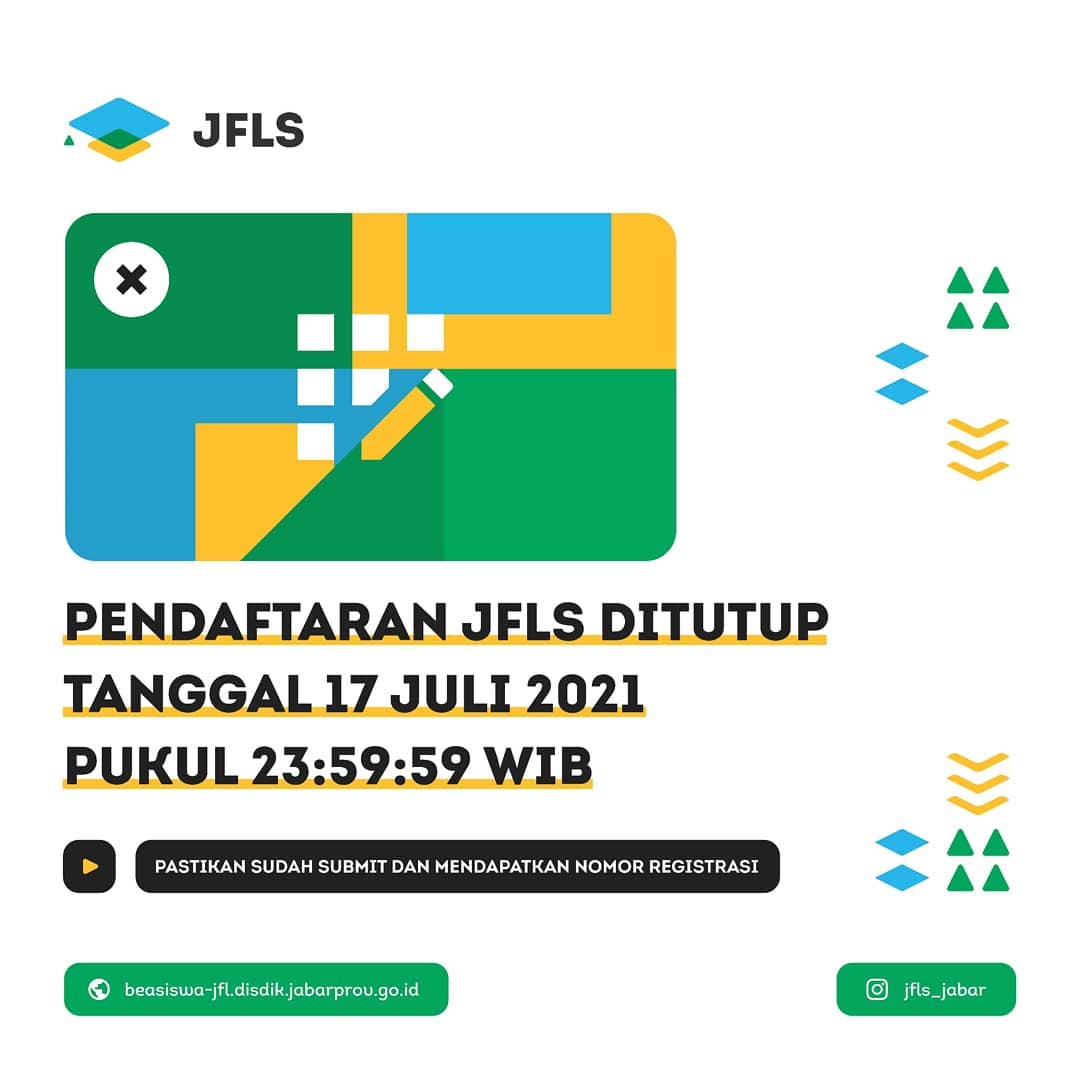 JFLS
PENDAFTARAN JFLS DITUTUP
TANGGAL 17 JULI 2021
PUKUL 23:59:59 WIB
PASTIKAN SUDAH SUBMIT DAN MENDAPATKAN NOMOR REGISTRASI
beasiswa-jfl.disdik.jabarprov.go.id
jfls_jabar